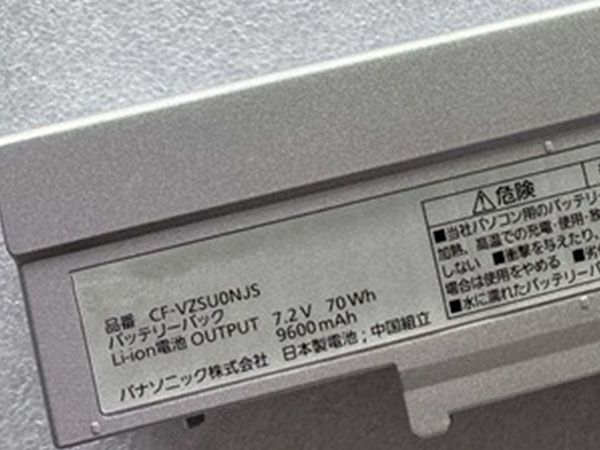 品番 CF-VZSU0NJS
バッテリーパック
Li-ion電池 OUTPUT 7.2V 70Wh
9600mAh
パナソニック株式会社 日本製電池；中国組立
⚠危険
■当社パソコン用のバッテリー
加熱、高温での充電・使用・放
しない ■衝撃を与えたり、
場合は使用をやめる ■劣化
■水に濡れたバッテリーパ